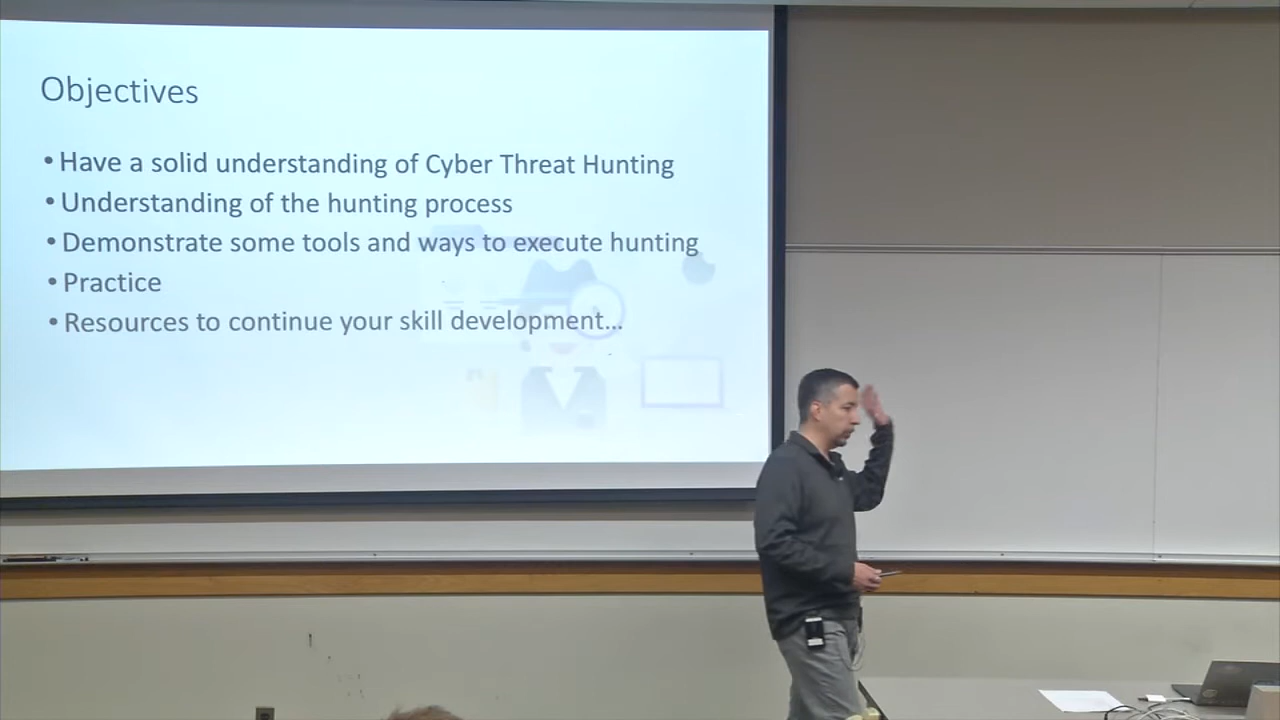 Objectives
• Have a solid understanding of Cyber Threat Hunting
• Understanding of the hunting process
• Demonstrate some tools and ways to execute hunting
• Practice
• Resources to continue your skill development…